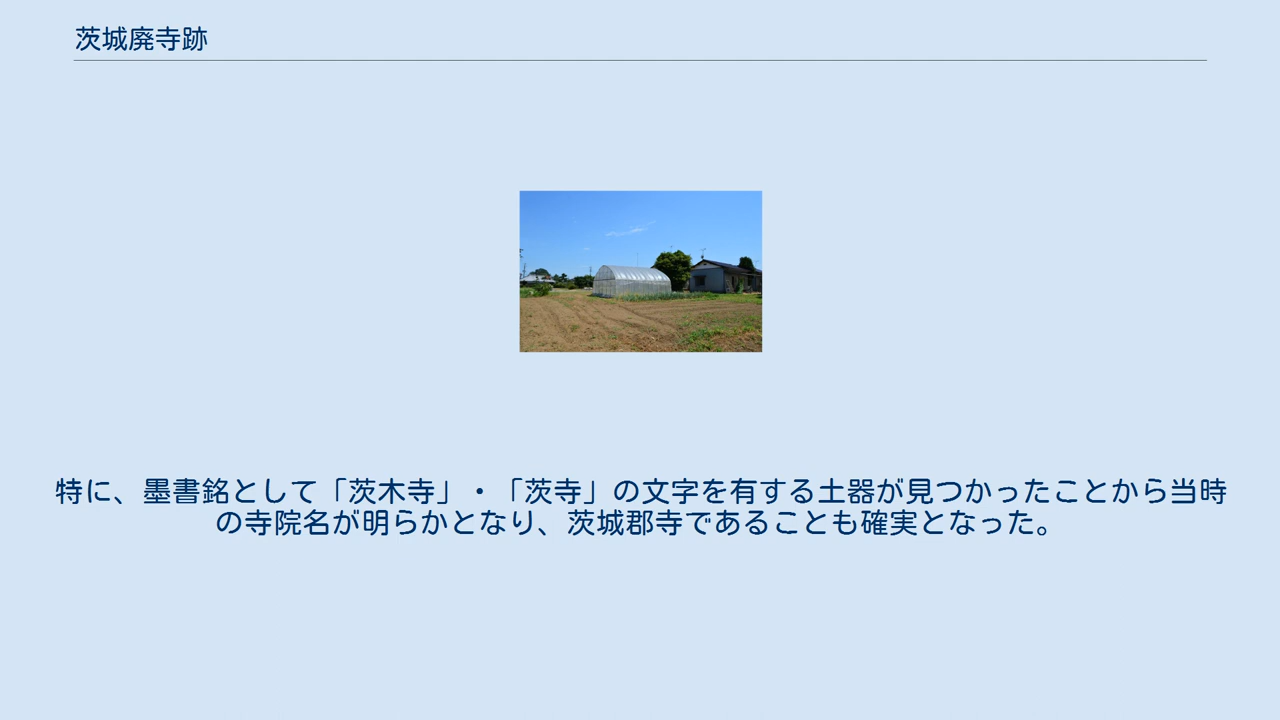 茨城廃寺跡
特に、墨書銘として「茨木寺」・「茨寺」の文字を有する土器が見つかったことから当時
の寺院名が明らかとなり、茨城郡寺であることも確実となった。